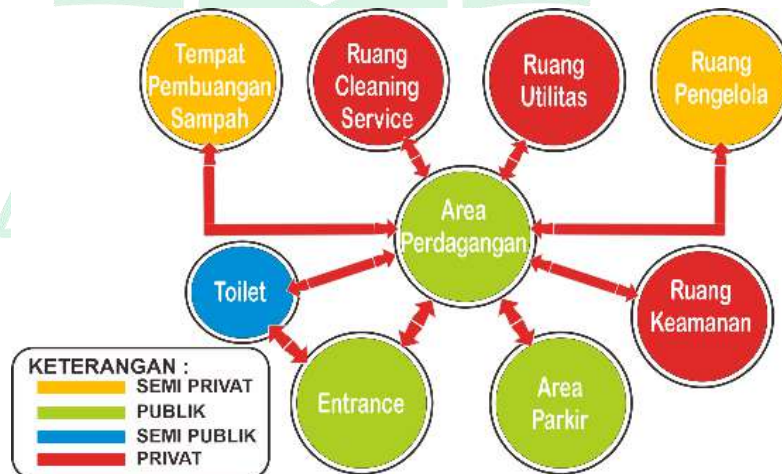 Tempat
Pembuangan
Sampah
Ruang
Cleaning
Service
Ruang
Utilitas
Ruang
Pengelola
Area
Perdagangan
Toilet
Ruang
Keamanan
Entrance
Area
Parkir
KETERANGAN :
SEMI PRIVAT
PUBLIK
SEMI PUBLIK
PRIVAT